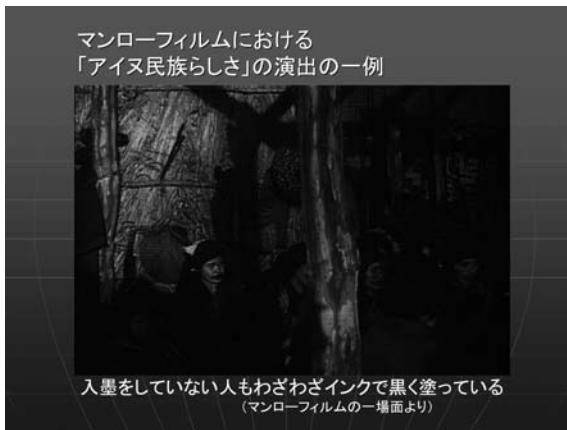 マンローフィルムにおける
「アイヌ民族らしさ」の演出の一例
入墨をしていない人もわざわざインクで黒く塗っている
（マンローフィルムの一場面より）